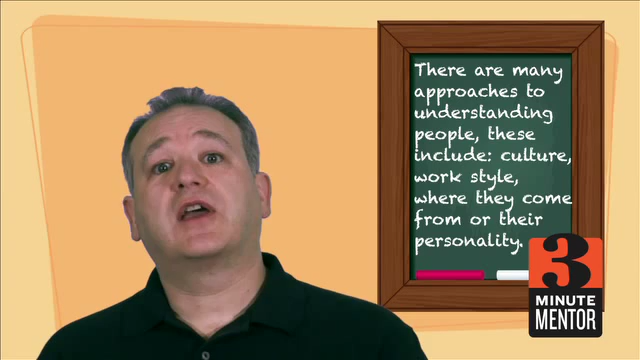 There are many
approaches to
understanding
people, these
include: culture,
work style,
where they come
from or their
personality.
3
MINUTE
MENTOR